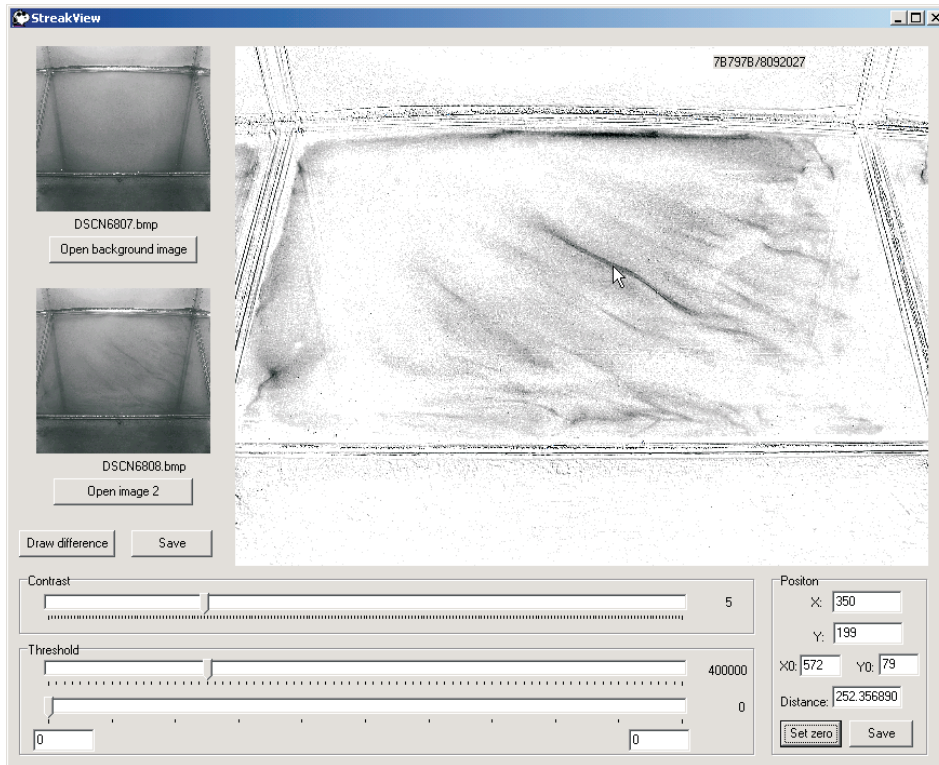 StreakView
7B797B/8092027
DSCN6807.bmp
Open background image
DSCN6808.bmp
Open image 2
Draw difference
Save
Contrast
5
Threshold
400000
0
0
0
Positon
X: 350
Y: 199
X0: 572 Y0: 79
Distance: 252.356890
Set zero
Save